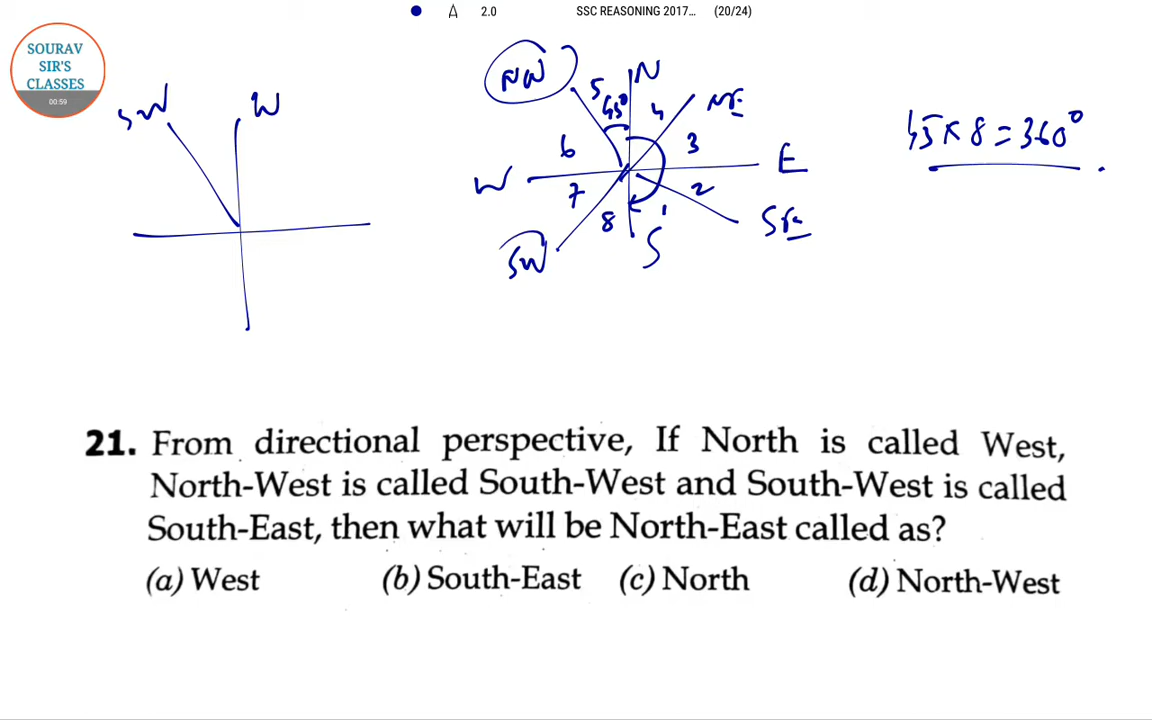 2.0 SSC REASONING 2017... (20/24)
SOURAV
SIR'S
CLASSES
00:59
SW W
NW N NE
5 45° 4
6 3
W E
7 2
8 1
SW S SE
45×8=360°
21. From directional perspective, If North is called West,
North-West is called South-West and South-West is called
South-East, then what will be North-East called as?
(a) West (b) South-East (c) North (d) North-West